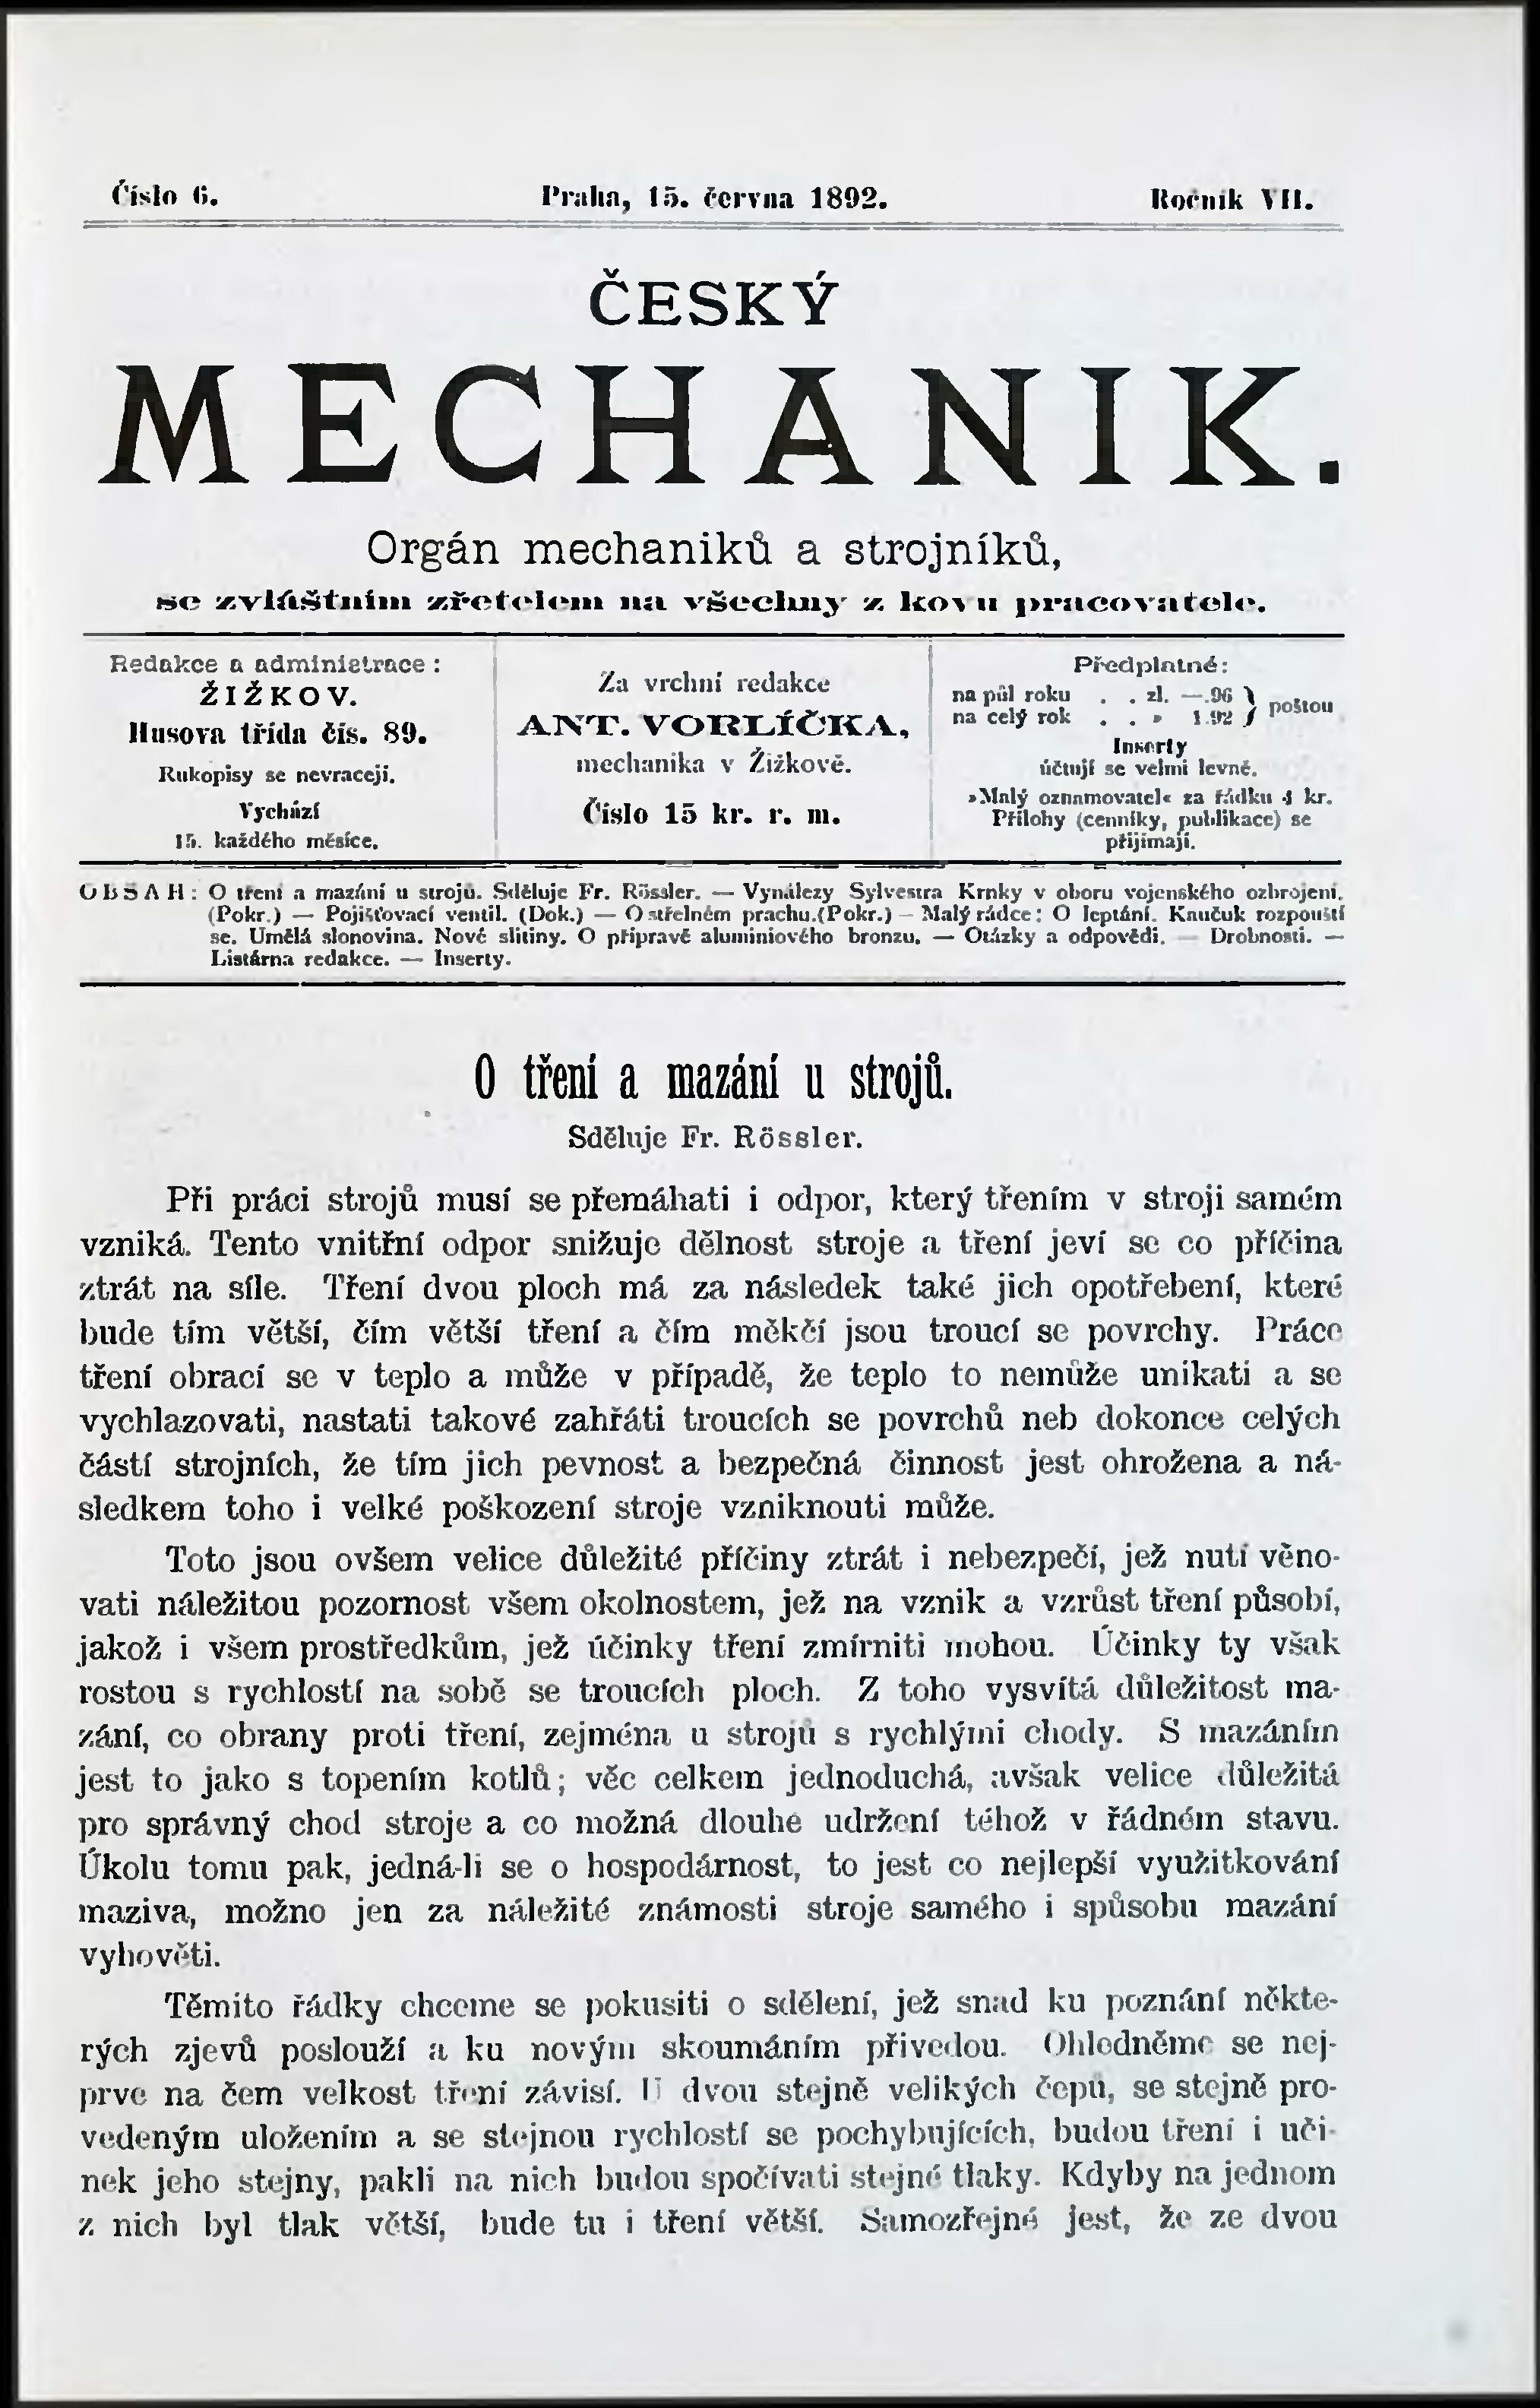 Číslo 6.
Praha, 15. června 1892.
Ročník VII.
ČESKÝ
MECHANIK.
Orgán mechaniků a strojníků,
se zvláštním zřetelem na všechny z kovu pracovatele.
Redakce a administrace:
ŽIŽKOV.
Husova třída čís. 89.
Rukopisy se nevracejí.
Vychází
15. každého měsíce.
Za vrchní redakce
ANT. VORLÍČKA,
mechanika v Žižkově.
Číslo 15 kr. r. m.
Předplatné:
na půl roku . . zl. —.96 } poštou
na celý rok . . » 1.92
Inserty
účtují se velmi levně.
»Malý oznamovatel« za řádku 4 kr.
Přílohy (cenníky, publikace) se
přijímají.
OBSAH: O tření a mazání u strojů. Sděluje Fr. Rössler. — Vynálezy Sylvestra Krnky v oboru vojenského ozbrojení.
(Pokr.) — Pojišťovací ventil. (Dok.) — O střelném prachu.(Pokr.) — Malý rádce: O leptání. Kaučuk rozpouští
se. Umělá slonovina. Nové slitiny. O přípravě aluminiového bronzu. — Otázky a odpovědi. — Drobnosti. —
Listárna redakce. — Inserty.
O tření a mazání u strojů.
Sděluje Fr. Rössler.
Při práci strojů musí se přemáhati i odpor, který třením v stroji samém
vzniká. Tento vnitřní odpor snižuje dělnost stroje a tření jeví se co příčina
ztrát na síle. Tření dvou ploch má za následek také jich opotřebení, které
bude tím větší, čím větší tření a čím měkčí jsou troucí se povrchy. Práce
tření obrací se v teplo a může v případě, že teplo to nemůže unikati a se
vychlazovati, nastati takové zahřáti troucích se povrchů neb dokonce celých
částí strojních, že tím jich pevnost a bezpečná činnost jest ohrožena a ná-
sledkem toho i velké poškození stroje vzniknouti může.
Toto jsou ovšem velice důležité příčiny ztrát i nebezpečí, jež nutí věno-
vati náležitou pozornost všem okolnostem, jež na vznik a vzrůst tření působí,
jakož i všem prostředkům, jež účinky tření zmírniti mohou. Účinky ty však
rostou s rychlostí na sobě se troucích ploch. Z toho vysvítá důležitost ma-
zání, co obrany proti tření, zejména u strojů s rychlými chody. S mazáním
jest to jako s topením kotlů; věc celkem jednoduchá, avšak velice důležitá
pro správný chod stroje a co možná dlouhé udržení téhož v řádném stavu.
Úkolu tomu pak, jedná-li se o hospodárnost, to jest co nejlepší využitkování
maziva, možno jen za náležité známosti stroje samého i spůsobu mazání
vyhověti.
Těmito řádky chceme se pokusiti o sdělení, jež snad ku poznání někte-
rých zjevů poslouží a ku novým skoumáním přivedou. Ohledněme se nej-
prve na čem velkost tření závisí. U dvou stejně velikých čepů, se stejně pro-
vedeným uložením a se stejnou rychlostí se pochybujících, budou tření i úči-
nek jeho stejny, pakli na nich budou spočívati stejné tlaky. Kdyby na jednom
z nich byl tlak větší, bude tu i tření větší. Samozřejmé jest, že ze dvou